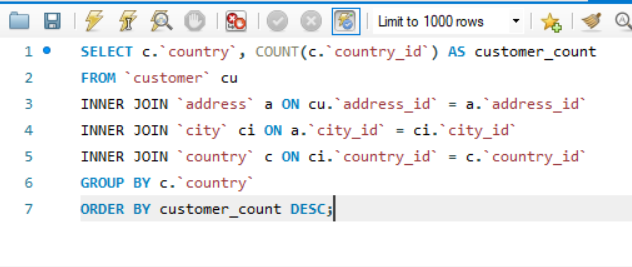 Limit to 1000 rows
1 SELECT c.`country`, COUNT(c.`country_id`) AS customer_count
2 FROM `customer` cu
3 INNER JOIN `address` a ON cu.`address_id` = a.`address_id`
4 INNER JOIN `city` ci ON a.`city_id` = ci.`city_id`
5 INNER JOIN `country` c ON ci.`country_id` = c.`country_id`
6 GROUP BY c.`country`
7 ORDER BY customer_count DESC;